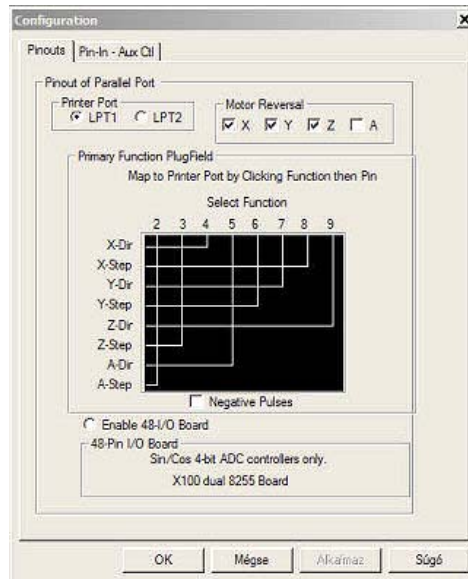 Configuration
Pinouts
Pin-In - Aux Ctl
Pinout of Parallel Port
Printer Port
LPT1
LPT2
Motor Reversal
X
Y
Z
A
Primary Function PlugField
Map to Printer Port by Clicking Function then Pin
Select Function
2 3 4 5 6 7 8 9
X-Dir
X-Step
Y-Dir
Y-Step
Z-Dir
Z-Step
A-Dir
A-Step
Negative Pulses
Enable 48-I/O Board
48-Pin I/O Board
Sin/Cos 4-bit ADC controllers only.
X100 dual 8255 Board
OK
Mégse
Alkalmaz
Súgó